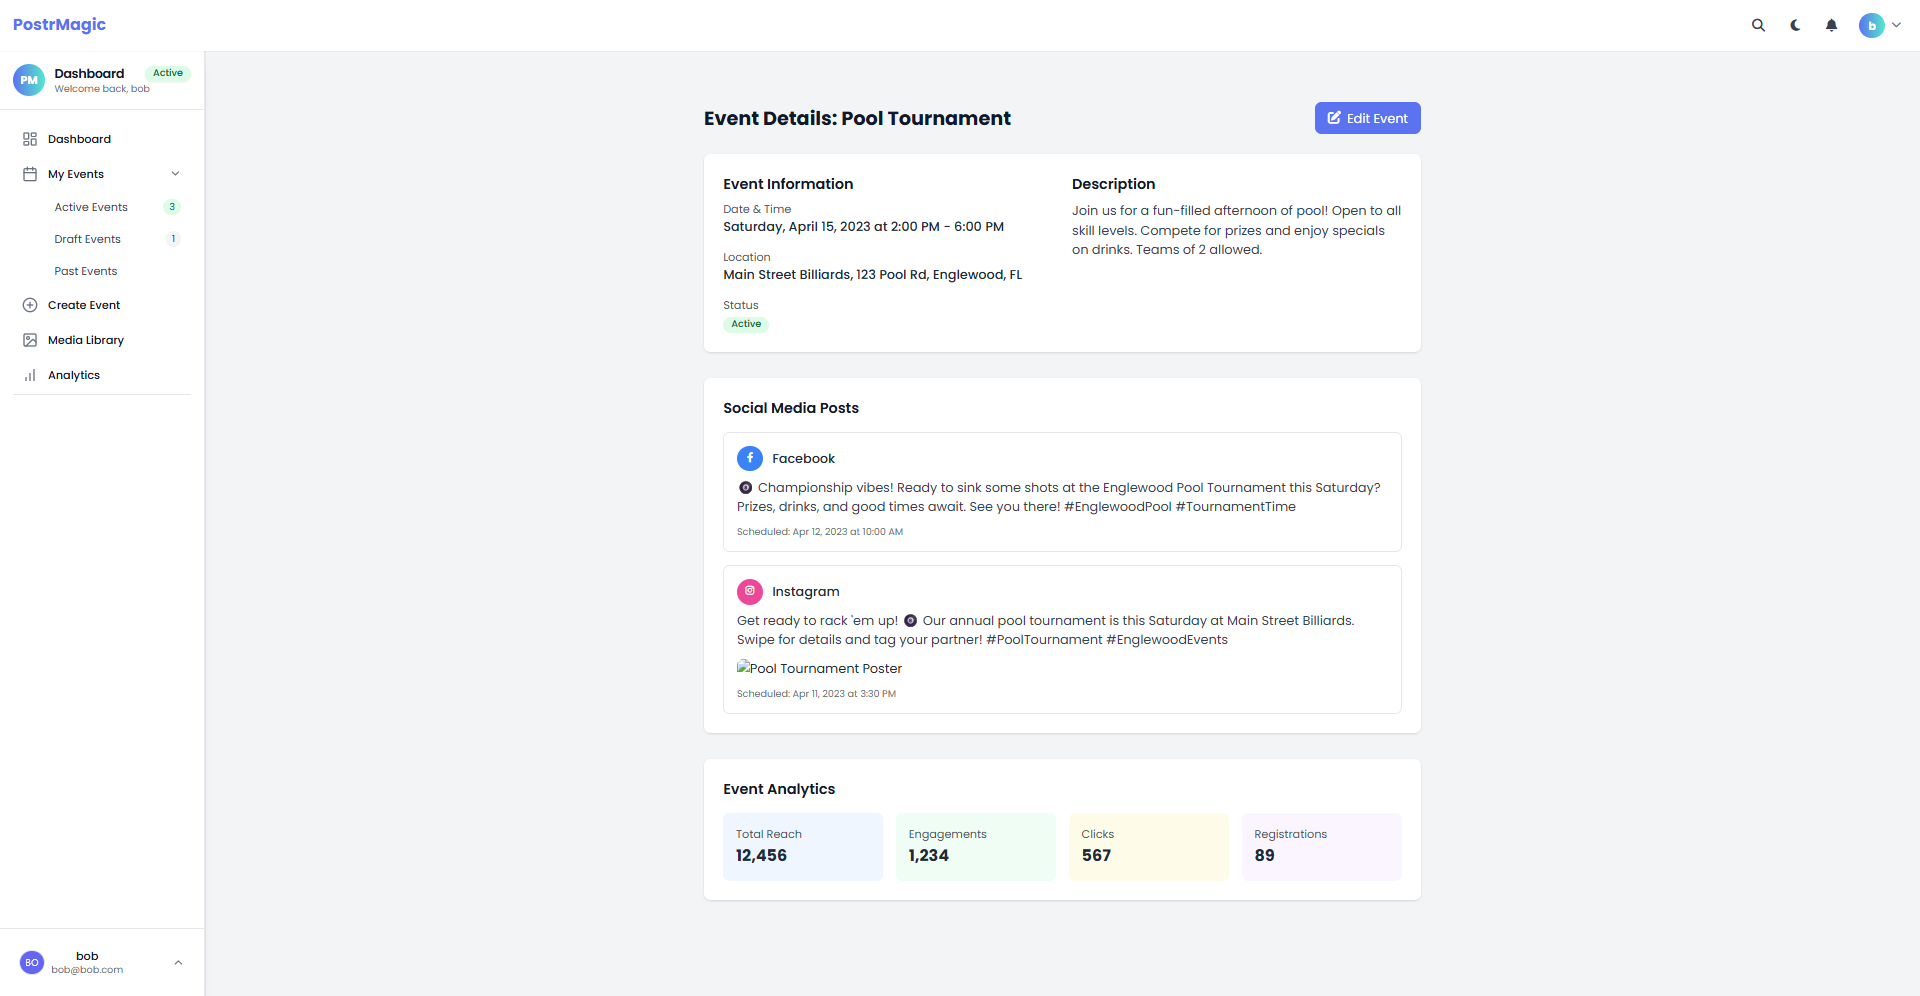 PostrMagic
b
PM
Dashboard
Active
Welcome back, bob
Dashboard
My Events
Active Events
3
Draft Events
1
Past Events
Create Event
Media Library
Analytics
BO
bob
bob@bob.com
Event Details: Pool Tournament
Edit Event
Event Information
Date & Time
Saturday, April 15, 2023 at 2:00 PM - 6:00 PM
Location
Main Street Billiards, 123 Pool Rd, Englewood, FL
Status
Active
Description
Join us for a fun-filled afternoon of pool! Open to all
skill levels. Compete for prizes and enjoy specials
on drinks. Teams of 2 allowed.
Social Media Posts
Facebook
🎱 Championship vibes! Ready to sink some shots at the Englewood Pool Tournament this Saturday?
Prizes, drinks, and good times await. See you there! #EnglewoodPool #TournamentTime
Scheduled: Apr 12, 2023 at 10:00 AM
Instagram
Get ready to rack 'em up! 🎱 Our annual pool tournament is this Saturday at Main Street Billiards.
Swipe for details and tag your partner! #PoolTournament #EnglewoodEvents
Pool Tournament Poster
Scheduled: Apr 11, 2023 at 3:30 PM
Event Analytics
Total Reach
12,456
Engagements
1,234
Clicks
567
Registrations
89